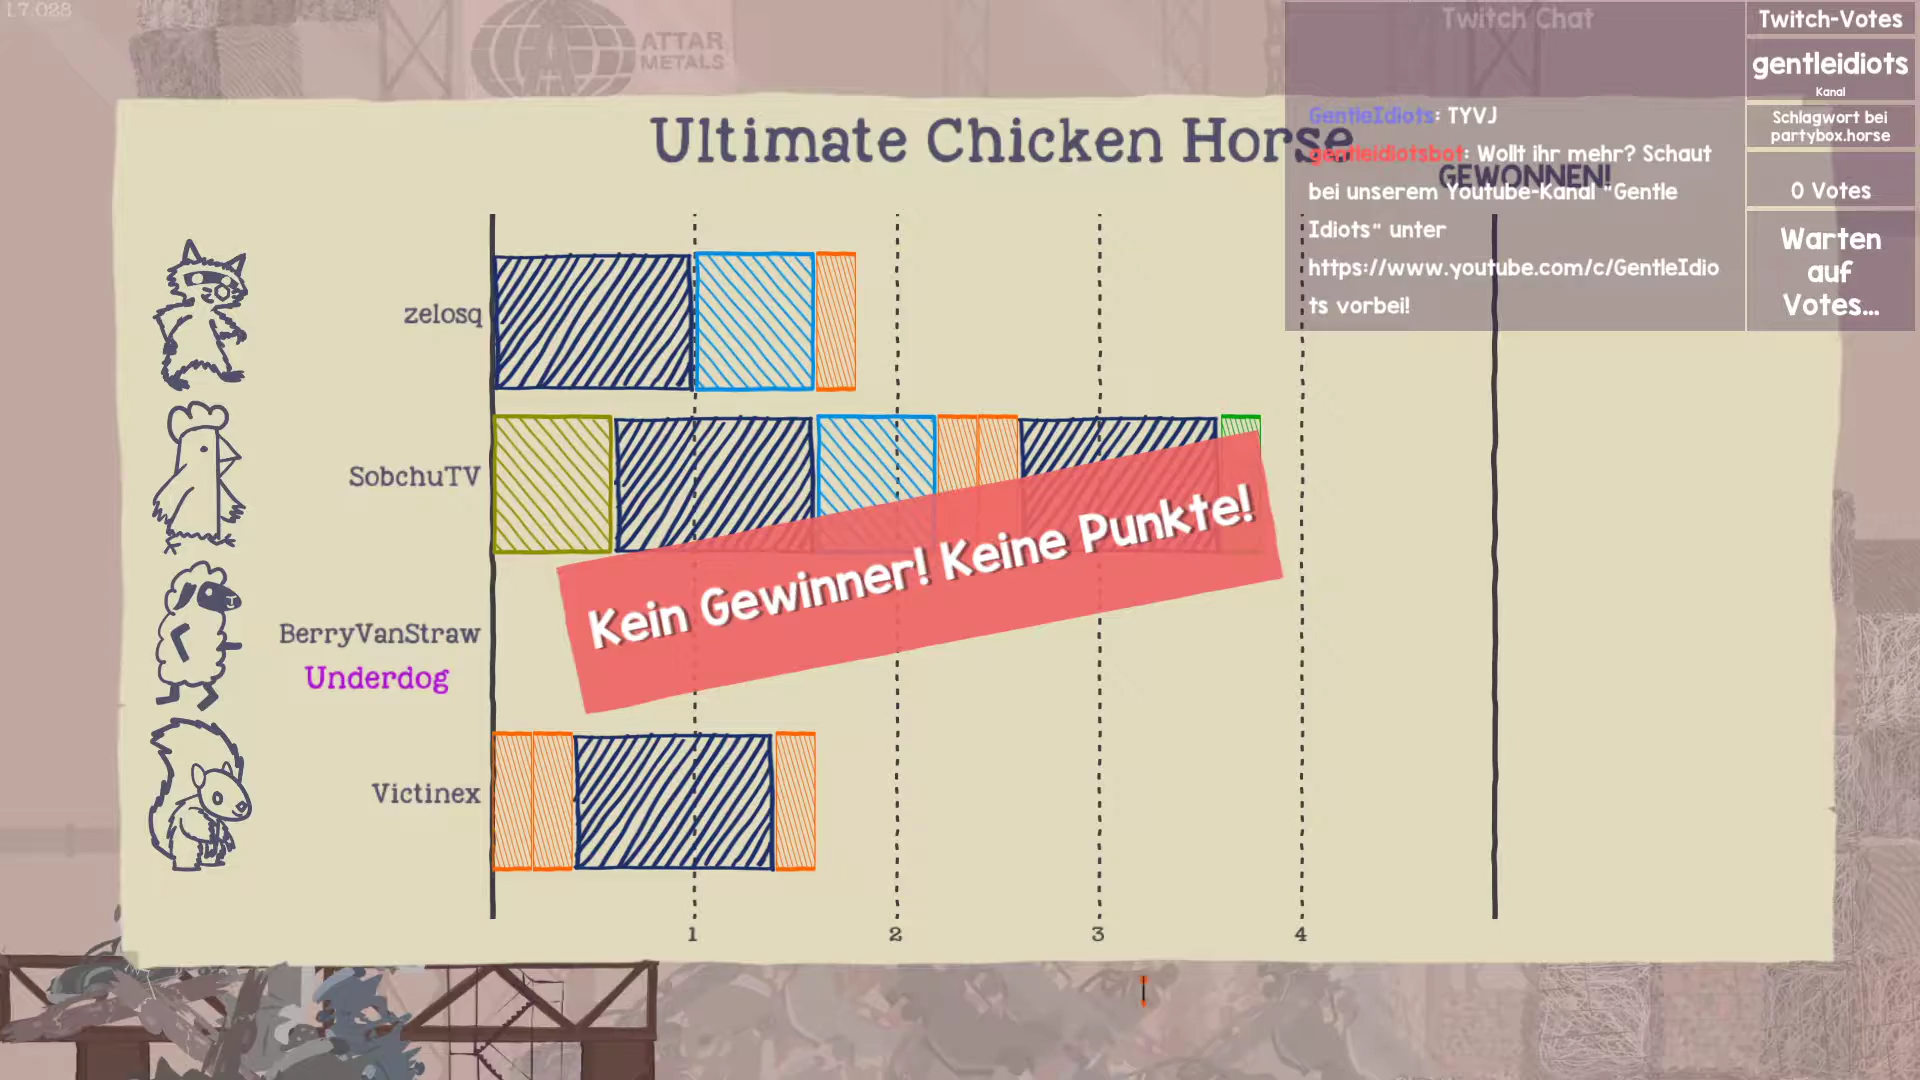 L7.028
ATTAR
METALS
Ultimate Chicken Horse
GEWONNEN!
zelosq
SobchuTV
BerryVanStraw
Underdog
Victinex
Kein Gewinner! Keine Punkte!
1
2
3
4
Twitch Chat
GentleIdiots: TYVJ
gentleidiotsbot: Wollt ihr mehr? Schaut
bei unserem Youtube-Kanal "Gentle
Idiots" unter
https://www.youtube.com/c/GentleIdio
ts vorbei!
Twitch-Votes
gentleidiots
Kanal
Schlagwort bei
partybox.horse
0 Votes
Warten
auf
Votes...